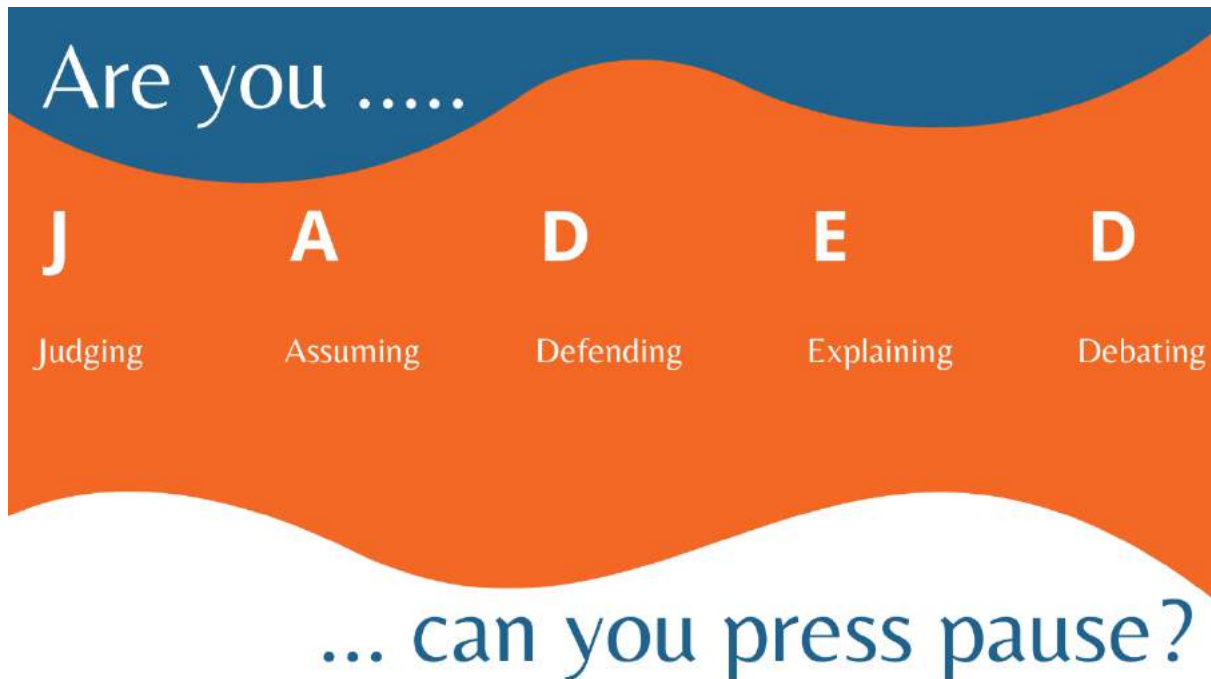 Are you .....
J A D E D
Judging Assuming Defending Explaining Debating
... can you press pause?